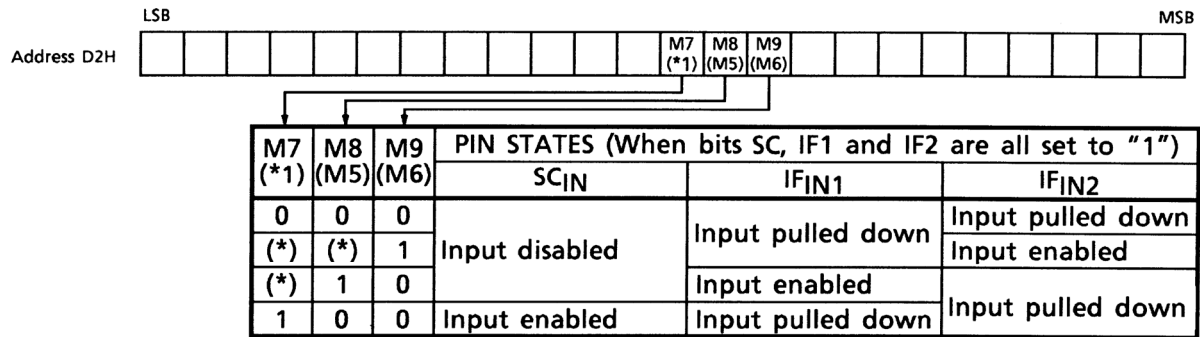 LSB MSB
Address D2H M7 M8 M9
(*1) (M5) (M6)
M7 M8 M9 PIN STATES (When bits SC, IF1 and IF2 are all set to "1")
(*1) (M5) (M6) SCIN IFIN1 IFIN2
0 0 0 Input disabled Input pulled down Input pulled down
(*) (*) 1 Input enabled
(*) 1 0 Input enabled Input pulled down
1 0 0 Input enabled Input pulled down